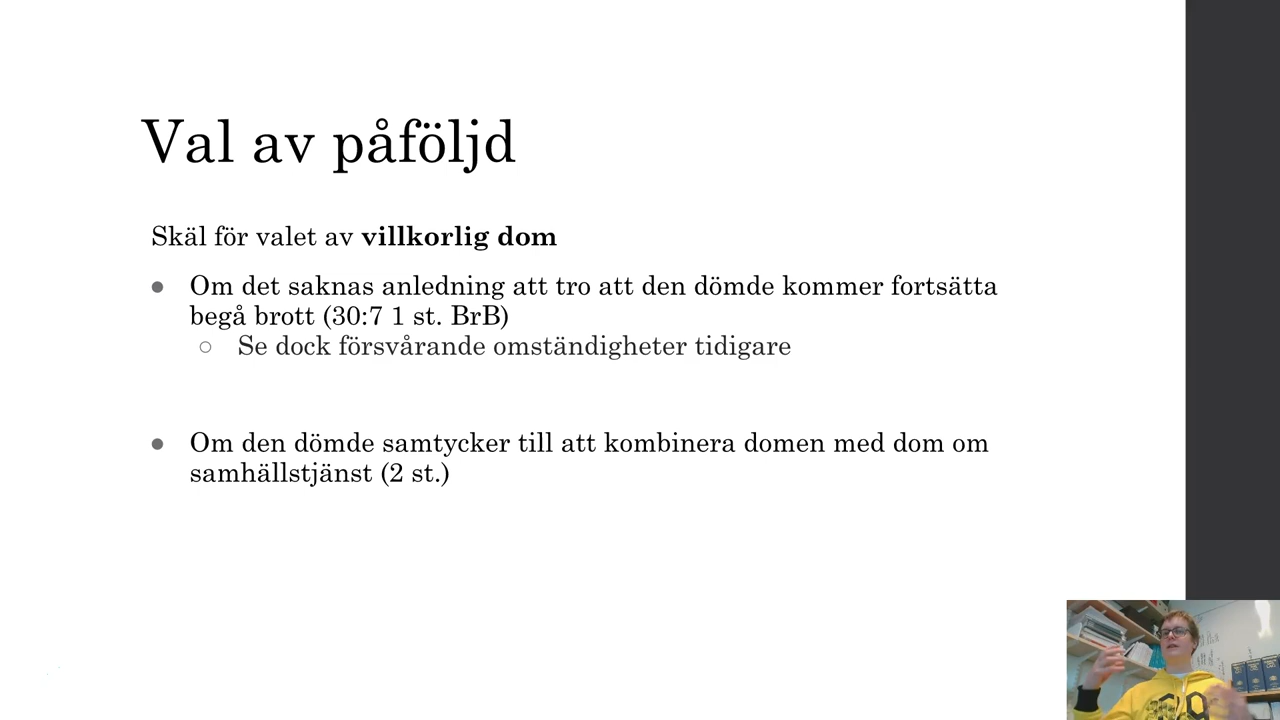 Val av påföljd
Skäl för valet av villkorlig dom
● Om det saknas anledning att tro att den dömde kommer fortsätta
begå brott (30:7 1 st. BrB)
○ Se dock försvårande omständigheter tidigare
● Om den dömde samtycker till att kombinera domen med dom om
samhällstjänst (2 st.)